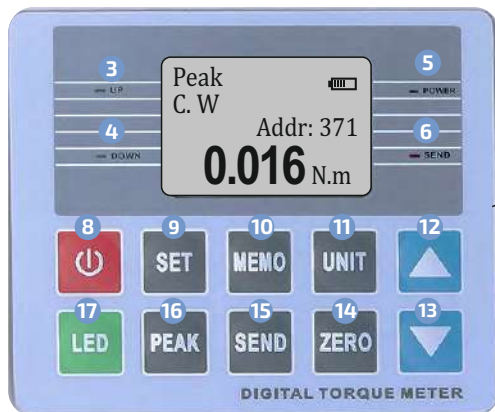 3
UP
4
DOWN
Peak
C. W
Addr: 371
0.016 N.m
5
POWER
6
SEND
8
9
SET
10
MEMO
11
UNIT
12
17
LED
16
PEAK
15
SEND
14
ZERO
13
DIGITAL TORQUE METER